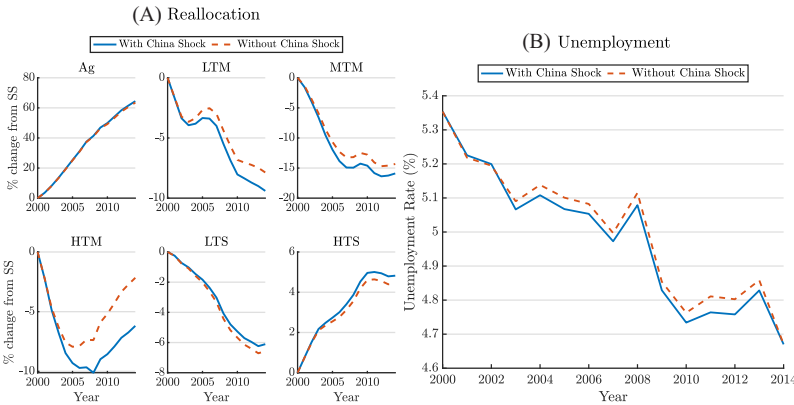 (A) Reallocation
With China Shock Without China Shock
Ag LTM MTM
% change from SS
80
60
40
20
0
2000 2005 2010
0
-5
-10
2000 2005 2010
0
-5
-10
-15
-20
2000 2005 2010
HTM LTS HTS
% change from SS
0
-5
-10
2000 2005 2010
Year
0
-2
-4
-6
-8
2000 2005 2010
Year
6
4
2
0
2000 2005 2010
Year
(B) Unemployment
With China Shock Without China Shock
Unemployment Rate (%)
5.4
5.3
5.2
5.1
5
4.9
4.8
4.7
4.6
2000 2002 2004 2006 2008 2010 2012 2014
Year